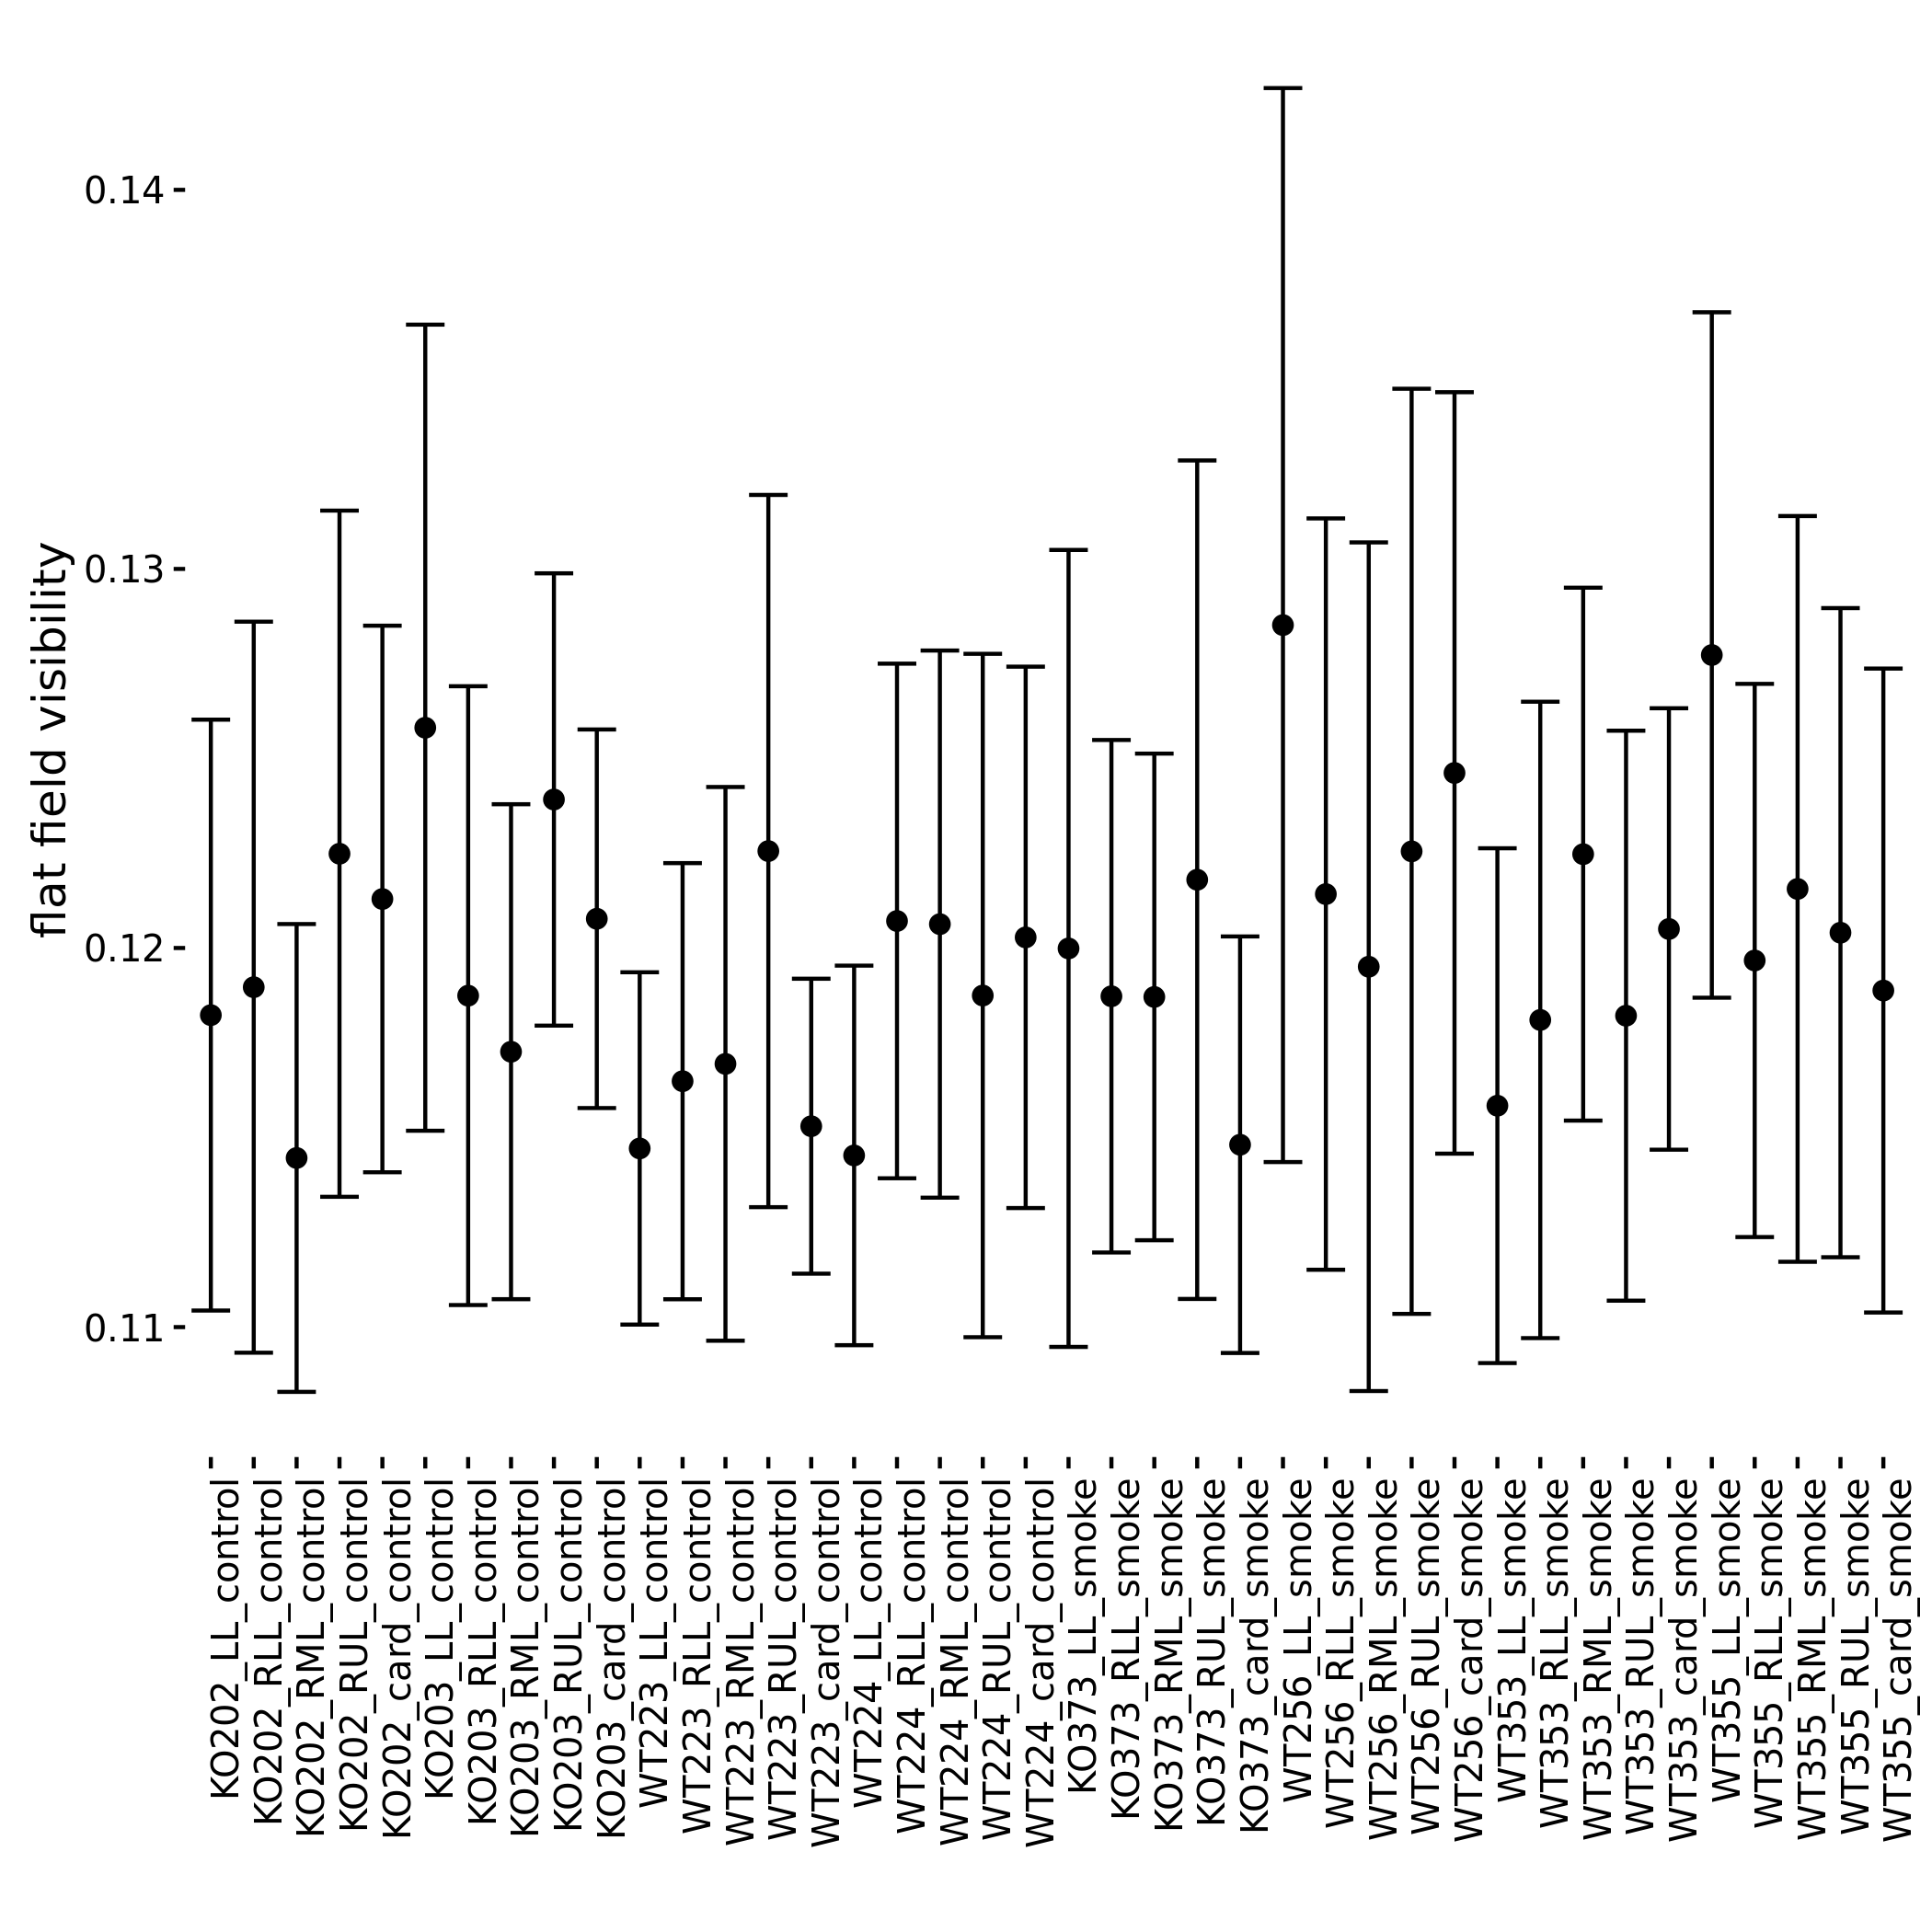 flat field visibility
0.14
0.13
0.12
0.11
KO202_LL_control
KO202_RLL_control
KO202_RML_control
KO202_RUL_control
KO202_card_control
KO203_LL_control
KO203_RLL_control
KO203_RML_control
KO203_RUL_control
KO203_card_control
WT223_LL_control
WT223_RLL_control
WT223_RML_control
WT223_RUL_control
WT223_card_control
WT224_LL_control
WT224_RLL_control
WT224_RML_control
WT224_RUL_control
WT224_card_control
KO373_LL_smoke
KO373_RLL_smoke
KO373_RML_smoke
KO373_RUL_smoke
KO373_card_smoke
WT256_LL_smoke
WT256_RLL_smoke
WT256_RML_smoke
WT256_RUL_smoke
WT256_card_smoke
WT353_LL_smoke
WT353_RLL_smoke
WT353_RML_smoke
WT353_RUL_smoke
WT353_card_smoke
WT355_LL_smoke
WT355_RLL_smoke
WT355_RML_smoke
WT355_RUL_smoke
WT355_card_smoke